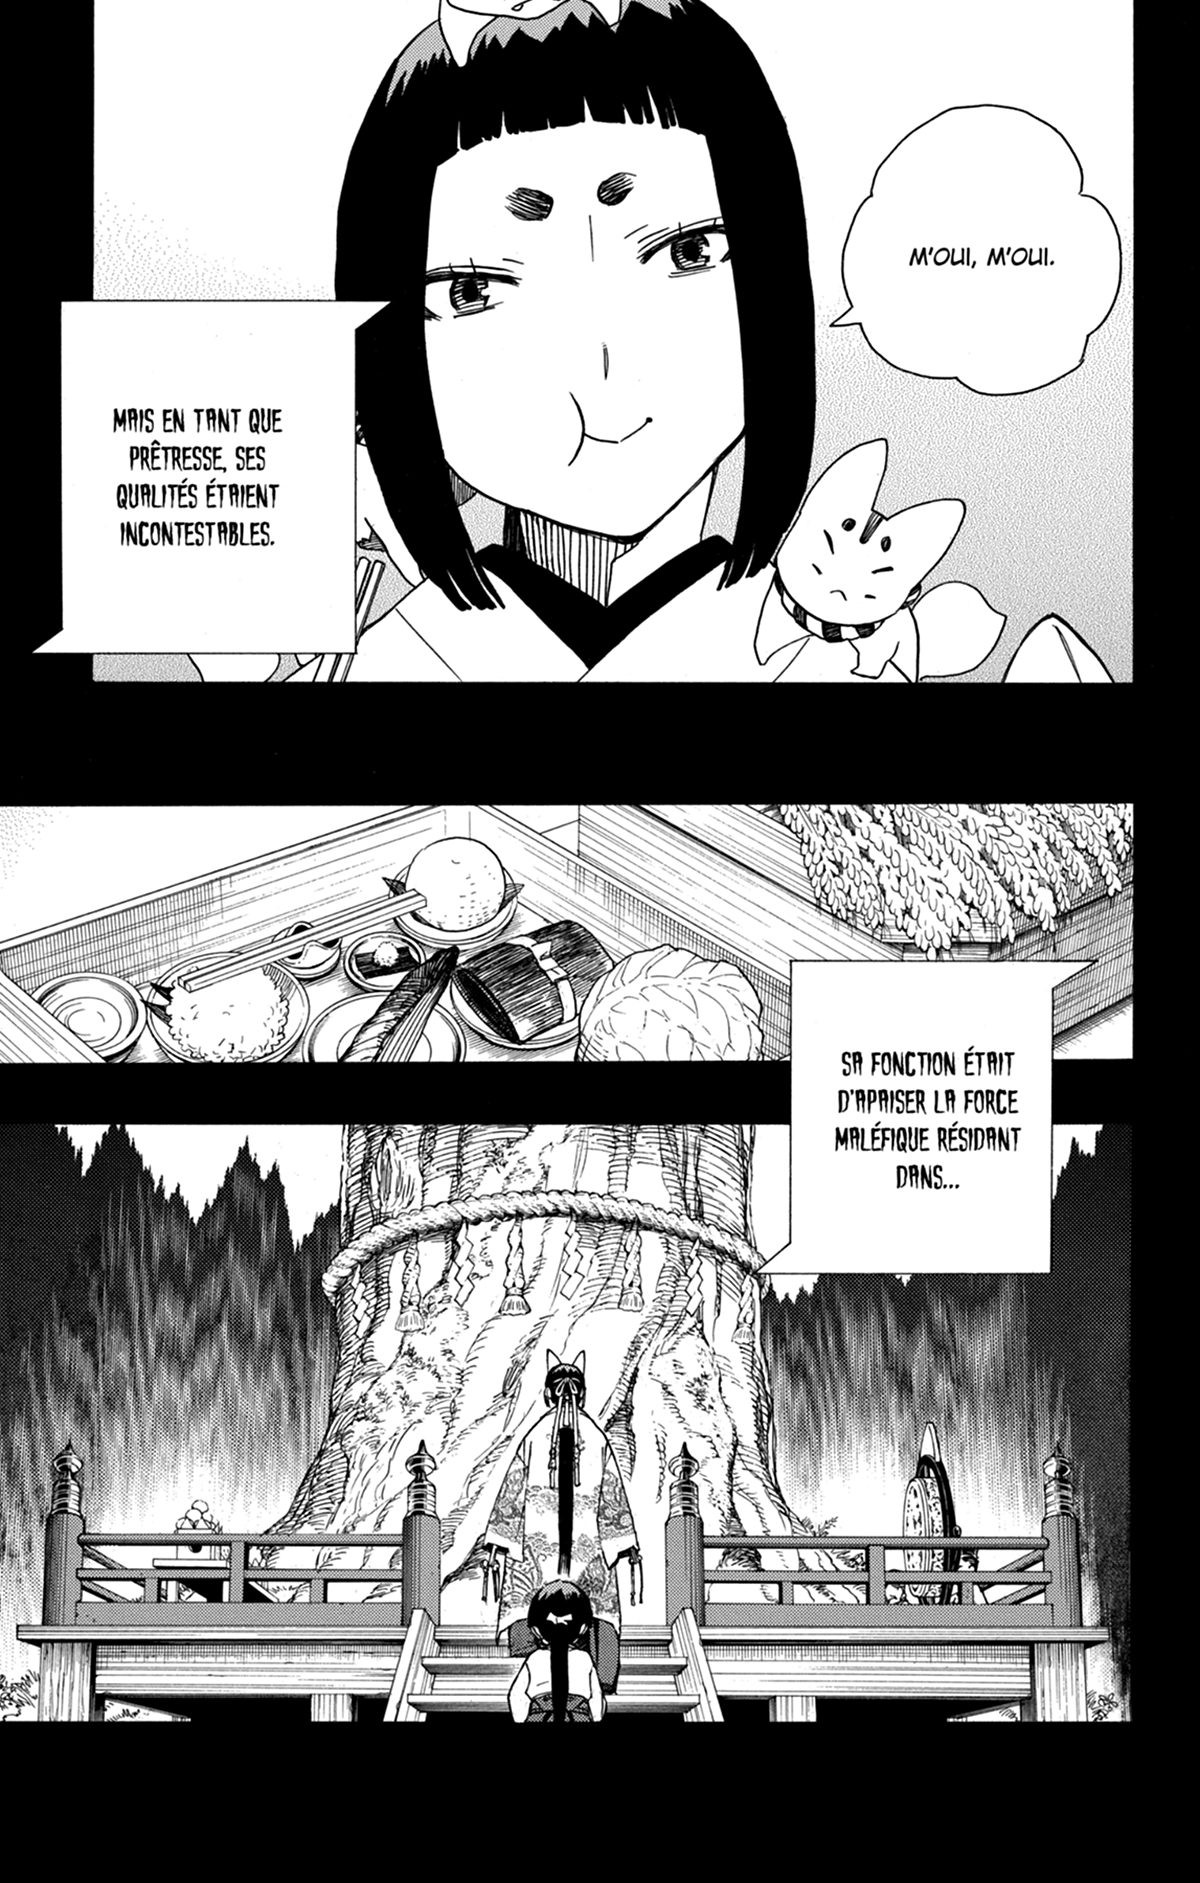 M'OUI, M'OUI.
MAIS EN TANT QUE
PRÊTRESSE, SES
QUALITÉS ÉTAIENT
INCONTESTABLES.
SA FONCTION ÉTAIT
D'APAISER LA FORCE
MALÉFIQUE RÉSIDANT
DANS...